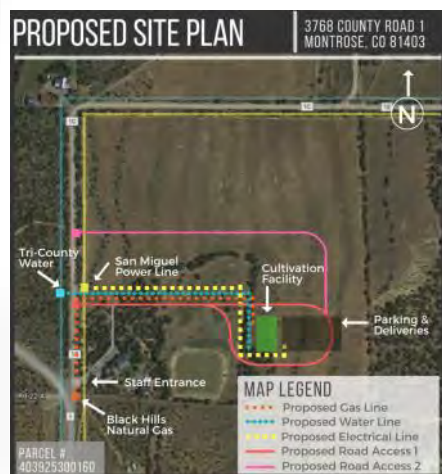 PROPOSED SITE PLAN
3768 COUNTY ROAD 1
MONTROSE, CO 81403
N
San Miguel
Power Line
Tri-County
Water
Cultivation
Facility
Parking &
Deliveries
Staff Entrance
Black Hills
Natural Gas
MAP LEGEND
Proposed Gas Line
Proposed Water Line
Proposed Electrical Line
Proposed Road Access 1
Proposed Road Access 2
PARCEL #
403925300160